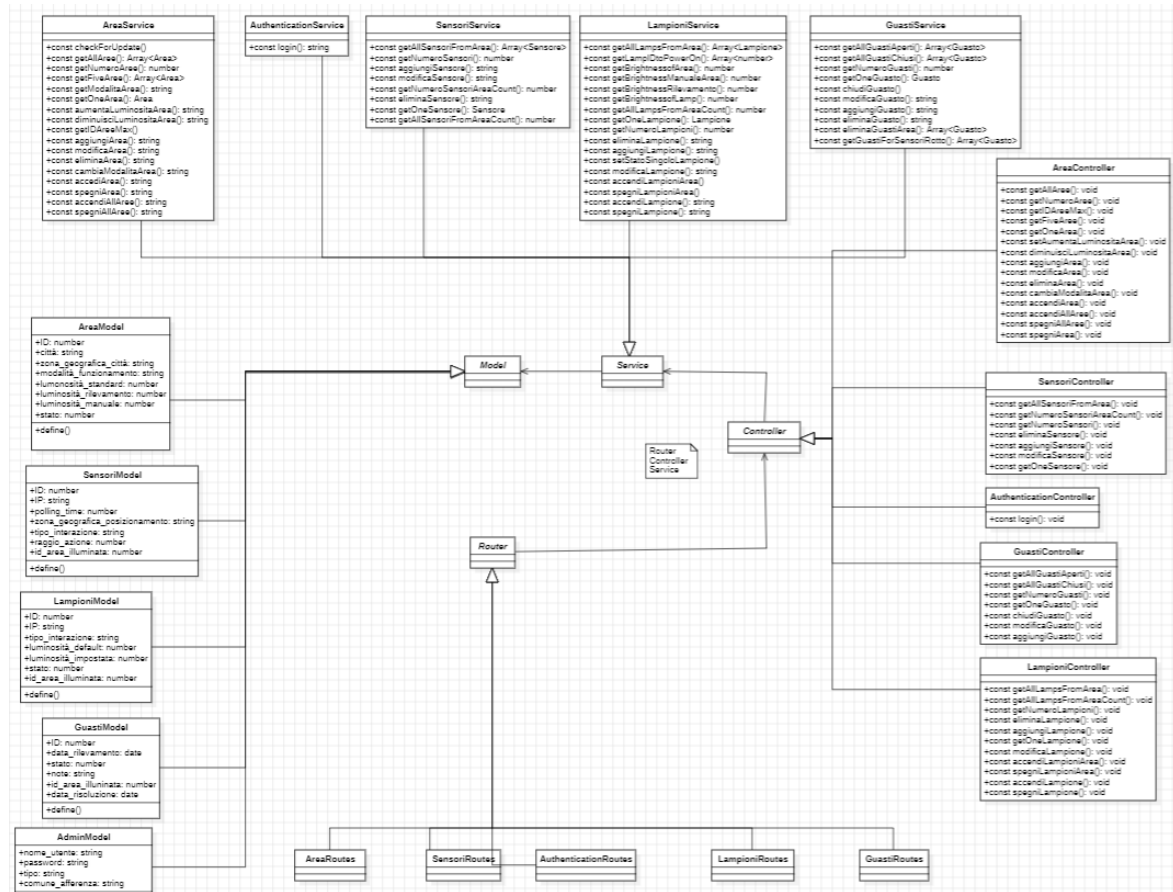 AreaService
+const checkForUpdate()
+const getAllAree(): Array<Area>
+const getNumeroAree(): number
+const getFiveAree(): Array<Area>
+const getModalitaArea(): string
+const getOneArea(): Area
+const aumentaLuminositaArea(): string
+const diminuisciLuminositaArea(): string
+const getIDAreeMax()
+const aggiungiArea(): string
+const modificaArea(): string
+const eliminaArea(): string
+const cambiaModalitaArea(): string
+const accediArea(): string
+const spegniArea(): string
+const accendiAllAree(): string
+const spegniAllAree(): string
AuthenticationService
+const login(): string
SensoriService
+const getAllSensoriFromArea(): Array<Sensore>
+const getNumeroSensori(): number
+const aggiungiSensore(): string
+const modificaSensore(): string
+const getNumeroSensoriAreaCount(): number
+const eliminaSensore(): string
+const getOneSensore(): Sensore
+const getAllSensoriFromAreaCount(): number
LampioniService
+const getAllLampsFromArea(): Array<Lampione>
+const getLampIDtoPowerOn(): Array<number>
+const getBrightnessofArea(): number
+const getBrightnessManualeArea(): number
+const getBrightnessRilevamento(): number
+const getBrightnessofLamp(): number
+const getAllLampsFromAreaCount(): number
+const getOneLampione(): Lampione
+const getNumeroLampioni(): number
+const eliminaLampione(): string
+const aggiungiLampione(): string
+const setStatoSingoloLampione()
+const modificaLampione(): string
+const accendiLampioniArea()
+const spegniLampioniArea()
+const accendiLampione(): string
+const spegniLampione(): string
GuastiService
+const getAllGuastiAperti(): Array<Guasto>
+const getAllGuastiChiusi(): Array<Guasto>
+const getNumeroGuasti(): number
+const getOneGuasto(): Guasto
+const chiudiGuasto()
+const modificaGuasto(): string
+const aggiungiGuasto(): string
+const eliminaGuasto(): string
+const eliminaGuastiArea(): Array<Guasto>
+const getGuastiForSensoriRotto(): Array<Guasto>
AreaController
+const getAllAree(): void
+const getNumeroAree(): void
+const getIDAreeMax(): void
+const getFiveAree(): void
+const getOneArea(): void
+const setAumentaLuminositaArea(): void
+const diminuisciLuminositaArea(): void
+const aggiungiArea(): void
+const modificaArea(): void
+const eliminaArea(): void
+const cambiaModalitaArea(): void
+const accendiArea(): void
+const accendiAllAree(): void
+const spegniAllAree(): void
+const spegniArea(): void
AreaModel
+ID: number
+città: string
+zona_geografica_città: string
+modalità_funzionamento: string
+lumonosità_standard: number
+luminosità_rilevamento: number
+luminosità_manuale: number
+stato: number
+define()
Model
Service
Controller
Router
Controller
Service
Router
SensoriController
+const getAllSensoriFromArea(): void
+const getNumeroSensoriAreaCount(): void
+const getNumeroSensori(): void
+const eliminaSensore(): void
+const aggiungiSensore(): void
+const modificaSensore(): void
+const getOneSensore(): void
SensoriModel
+ID: number
+IP: string
+polling_time: number
+zona_geografica_posizionamento: string
+tipo_interazione: string
+raggio_azione: number
+id_area_illuminata: number
+define()
AuthenticationController
+const login(): void
GuastiController
+const getAllGuastiAperti(): void
+const getAllGuastiChiusi(): void
+const getNumeroGuasti(): void
+const getOneGuasto(): void
+const chiudiGuasto(): void
+const modificaGuasto(): void
+const aggiungiGuasto(): void
LampioniModel
+ID: number
+IP: string
+tipo_interazione: string
+luminosità_default: number
+luminosità_impostata: number
+stato: number
+id_area_illuminata: number
+define()
LampioniController
+const getAllLampsFromArea(): void
+const getAllLampsFromAreaCount(): void
+const getNumeroLampioni(): void
+const eliminaLampione(): void
+const aggiungiLampione(): void
+const getOneLampione(): void
+const modificaLampione(): void
+const accendiLampioniArea(): void
+const spegniLampioniArea(): void
+const accendiLampione(): void
+const spegniLampione(): void
GuastiModel
+ID: number
+data_rilevamento: date
+stato: number
+note: string
+id_area_illuninata: number
+data_risoluzione: date
+define()
AdminModel
+nome_utente: string
+password: string
+tipo: string
+comune_afferenza: string
AreaRoutes
SensoriRoutes
AuthenticationRoutes
LampioniRoutes
GuastiRoutes